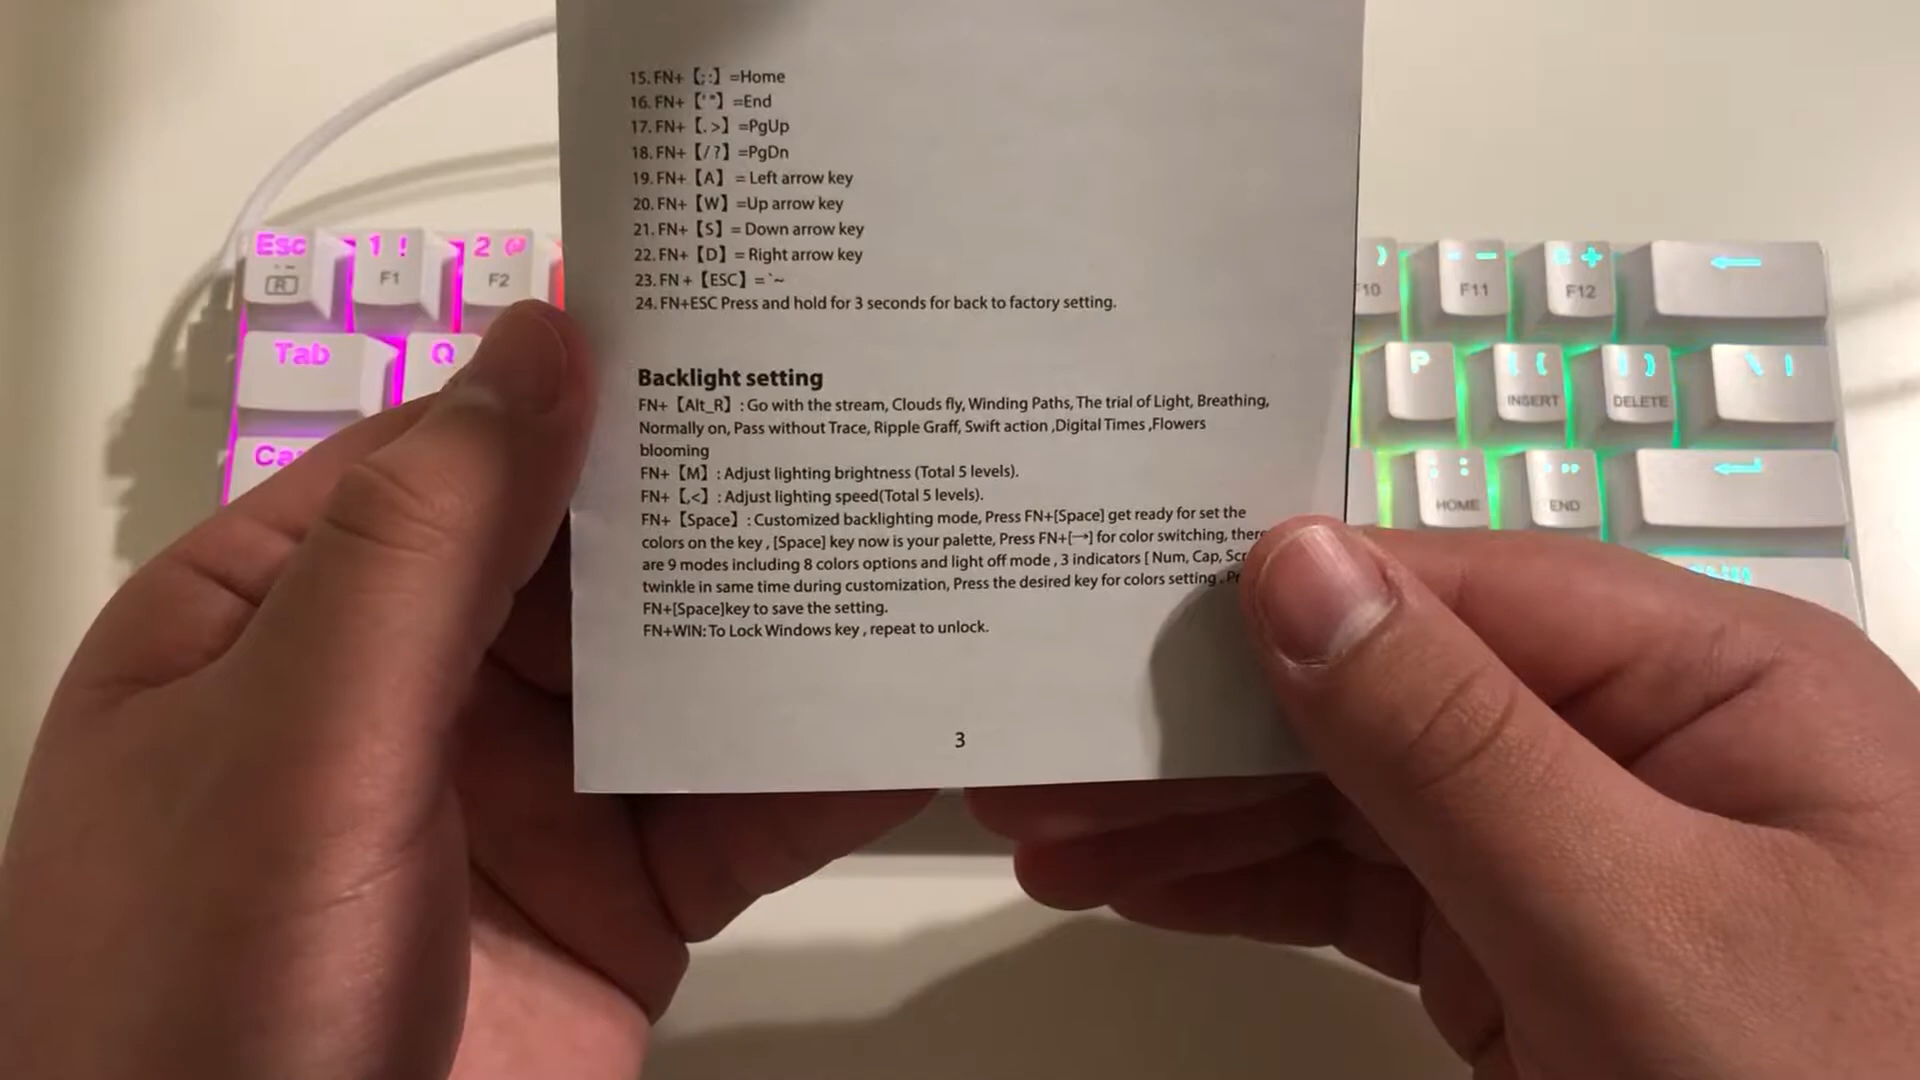 15. FN+【; :】 =Home
16. FN+【' "】 =End
17. FN+【. >】 =PgUp
18. FN+【/ ?】 =PgDn
19. FN+【A】 = Left arrow key
20. FN+【W】 =Up arrow key
21. FN+【S】 = Down arrow key
22. FN+【D】 = Right arrow key
23. FN +【ESC】 = ` ~
24. FN+ESC Press and hold for 3 seconds for back to factory setting.
Backlight setting
FN+【Alt_R】: Go with the stream, Clouds fly, Winding Paths, The trial of Light, Breathing,
Normally on, Pass without Trace, Ripple Graff, Swift action ,Digital Times ,Flowers
blooming
FN+【M】: Adjust lighting brightness (Total 5 levels).
FN+【,<】: Adjust lighting speed(Total 5 levels).
FN+【Space】: Customized backlighting mode, Press FN+[Space] get ready for set the
colors on the key , [Space] key now is your palette, Press FN+[→] for color switching, there
are 9 modes including 8 colors options and light off mode , 3 indicators [ Num, Cap,
twinkle in same time during customization, Press the desired key for colors setting .
FN+[Space]key to save the setting.
FN+WIN: To Lock Windows key , repeat to unlock.
3
Esc 1 ! 2 @
R F1 F2
Tab Q
) - = +
F10 F11 F12
P [ { ] } \ |
INSERT DELETE
; : ' "
HOME END